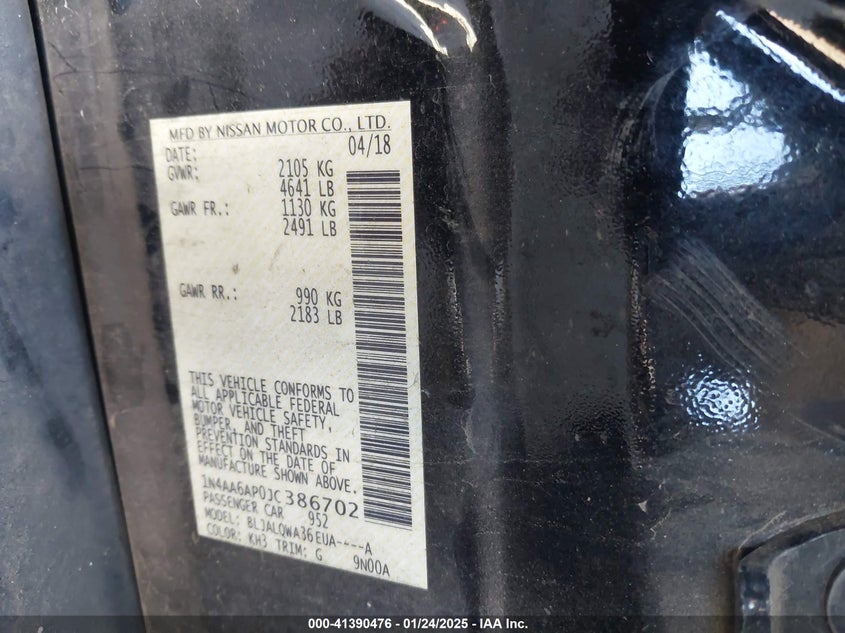 MFD BY NISSAN MOTOR CO., LTD.
DATE: 04/18
GVWR: 2105 KG
4641 LB
GAWR FR.: 1130 KG
2491 LB
GAWR RR.: 990 KG
2183 LB
THIS VEHICLE CONFORMS TO
ALL APPLICABLE FEDERAL
MOTOR VEHICLE SAFETY,
BUMPER, AND THEFT
PREVENTION STANDARDS IN
EFFECT ON THE DATE OF
MANUFACTURE SHOWN ABOVE.
1N4AA6AP0JC386702
PASSENGER CAR 952
MODEL: BLJALQWA36EUA----A
COLOR: KH3 TRIM: G 9N00A
000-41390476 - 01/24/2025 - IAA Inc.